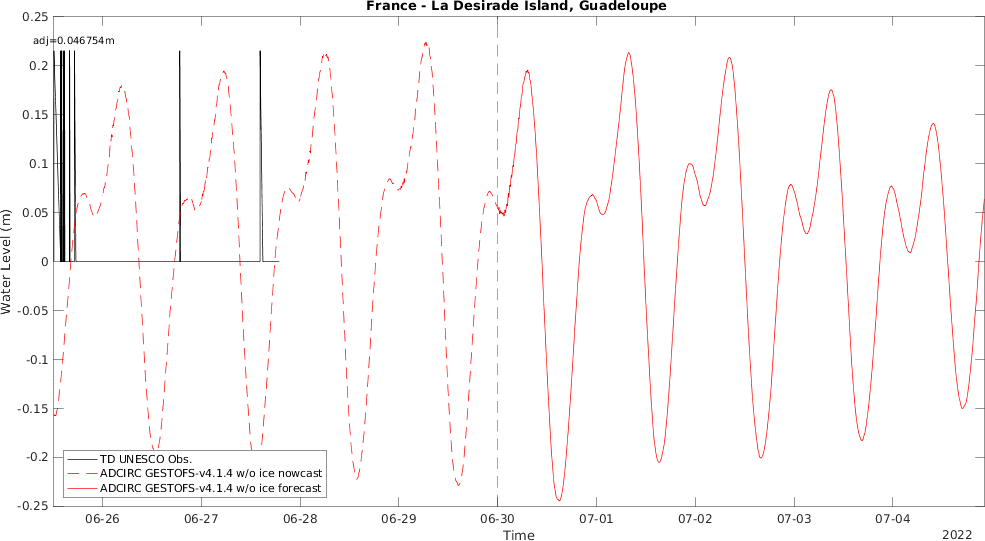 France - La Desirade Island, Guadeloupe
adj=0.046754m
0.25
0.2
0.15
0.1
0.05
0
-0.05
-0.1
-0.15
-0.2
-0.25
Water Level (m)
TD UNESCO Obs.
ADCIRC GESTOFS-v4.1.4 w/o ice nowcast
ADCIRC GESTOFS-v4.1.4 w/o ice forecast
06-26 06-27 06-28 06-29 06-30 07-01 07-02 07-03 07-04
Time
2022